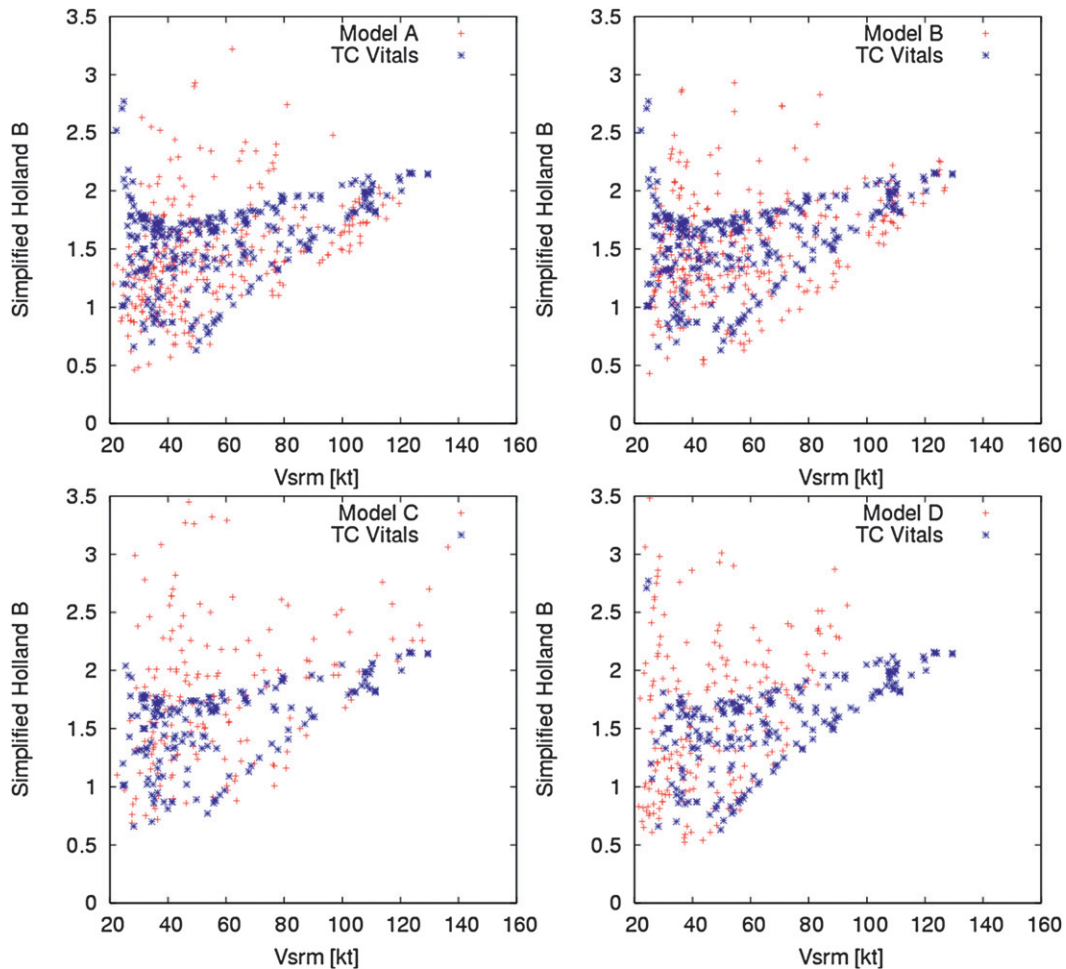 3.5
3
2.5
2
1.5
1
0.5
0
Simplified Holland B
Model A
TC Vitals
20 40 60 80 100 120 140 160
Vsrm [kt]
3.5
3
2.5
2
1.5
1
0.5
0
Simplified Holland B
Model B
TC Vitals
20 40 60 80 100 120 140 160
Vsrm [kt]
3.5
3
2.5
2
1.5
1
0.5
0
Simplified Holland B
Model C
TC Vitals
20 40 60 80 100 120 140 160
Vsrm [kt]
3.5
3
2.5
2
1.5
1
0.5
0
Simplified Holland B
Model D
TC Vitals
20 40 60 80 100 120 140 160
Vsrm [kt]